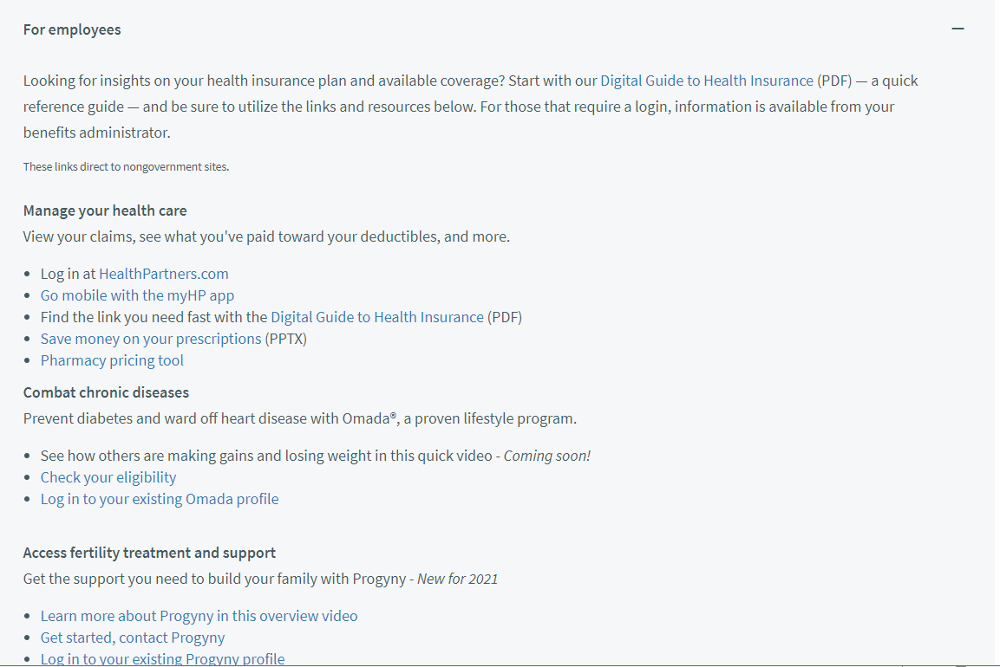 For employees
Looking for insights on your health insurance plan and available coverage? Start with our Digital Guide to Health Insurance (PDF) — a quick
reference guide — and be sure to utilize the links and resources below. For those that require a login, information is available from your
benefits administrator.
These links direct to nongovernment sites.
Manage your health care
View your claims, see what you've paid toward your deductibles, and more.
• Log in at HealthPartners.com
• Go mobile with the myHP app
• Find the link you need fast with the Digital Guide to Health Insurance (PDF)
• Save money on your prescriptions (PPTX)
• Pharmacy pricing tool
Combat chronic diseases
Prevent diabetes and ward off heart disease with Omada®, a proven lifestyle program.
• See how others are making gains and losing weight in this quick video - Coming soon!
• Check your eligibility
• Log in to your existing Omada profile
Access fertility treatment and support
Get the support you need to build your family with Progyny - New for 2021
• Learn more about Progyny in this overview video
• Get started, contact Progyny
• Log in to your existing Progyny profile